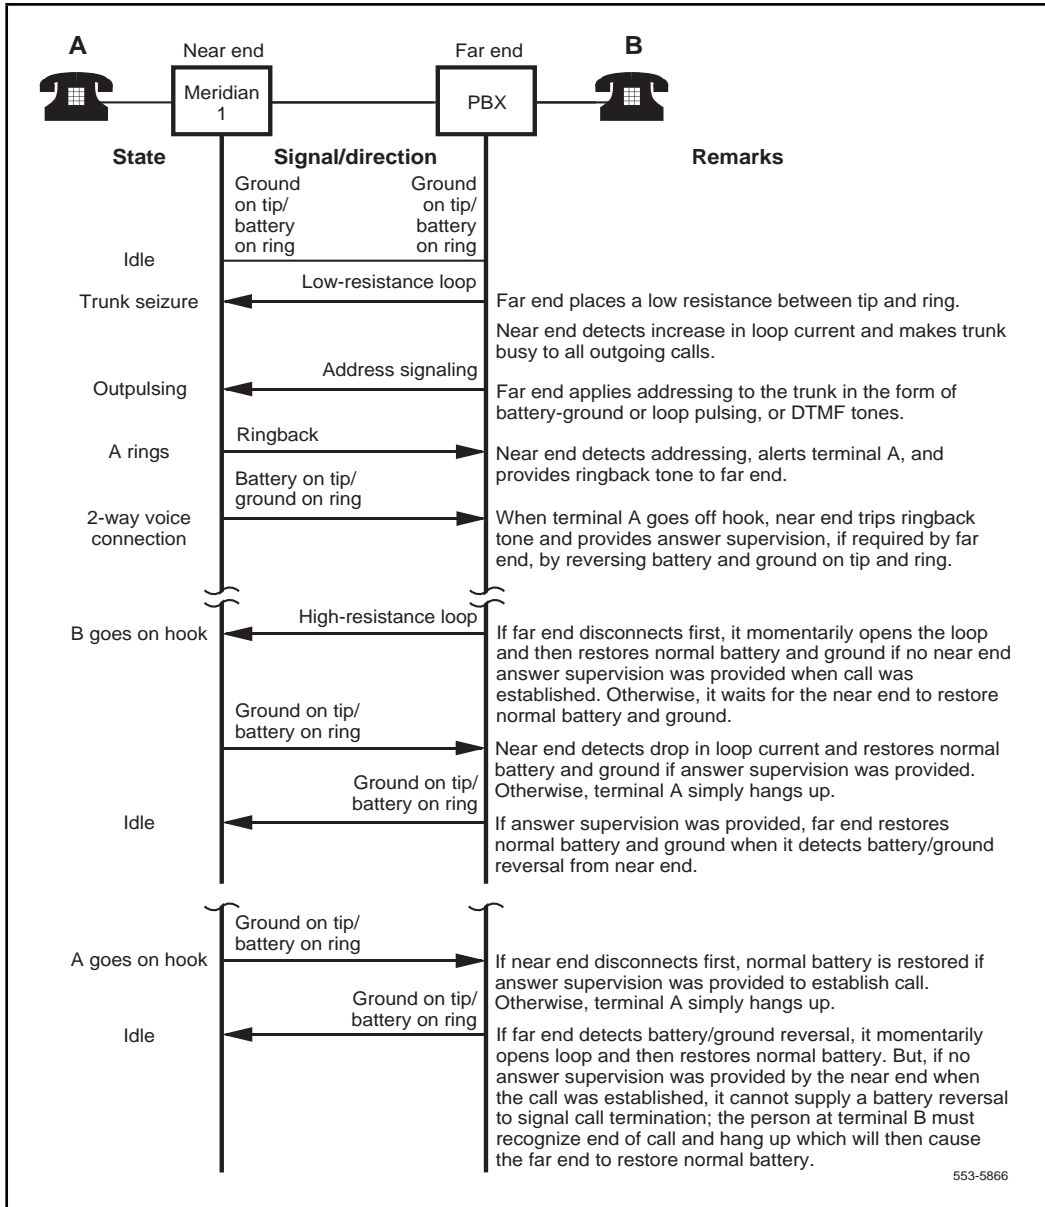 A
Near end
Far end
B
Meridian
1
PBX
State
Signal/direction
Remarks
Ground
on tip/
battery
on ring
Ground
on tip/
battery
on ring
Idle
Low-resistance loop
Trunk seizure
Far end places a low resistance between tip and ring.
Near end detects increase in loop current and makes trunk
busy to all outgoing calls.
Address signaling
Outpulsing
Far end applies addressing to the trunk in the form of
battery-ground or loop pulsing, or DTMF tones.
Ringback
A rings
Near end detects addressing, alerts terminal A, and
provides ringback tone to far end.
Battery on tip/
ground on ring
2-way voice
connection
When terminal A goes off hook, near end trips ringback
tone and provides answer supervision, if required by far
end, by reversing battery and ground on tip and ring.
High-resistance loop
B goes on hook
If far end disconnects first, it momentarily opens the loop
and then restores normal battery and ground if no near end
answer supervision was provided when call was
established. Otherwise, it waits for the near end to restore
normal battery and ground.
Ground on tip/
battery on ring
Near end detects drop in loop current and restores normal
battery and ground if answer supervision was provided.
Otherwise, terminal A simply hangs up.
Ground on tip/
battery on ring
Idle
If answer supervision was provided, far end restores
normal battery and ground when it detects battery/ground
reversal from near end.
Ground on tip/
battery on ring
A goes on hook
If near end disconnects first, normal battery is restored if
answer supervision was provided to establish call.
Otherwise, terminal A simply hangs up.
Ground on tip/
battery on ring
Idle
If far end detects battery/ground reversal, it momentarily
opens loop and then restores normal battery. But, if no
answer supervision was provided by the near end when
the call was established, it cannot supply a battery reversal
to signal call termination; the person at terminal B must
recognize end of call and hang up which will then cause
the far end to restore normal battery.
553-5866